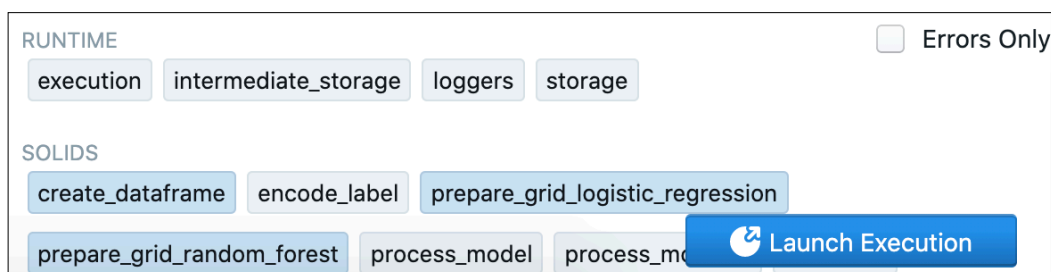 RUNTIME
Errors Only
execution intermediate_storage loggers storage
SOLIDS
create_dataframe encode_label prepare_grid_logistic_regression
prepare_grid_random_forest process_model
Launch Execution